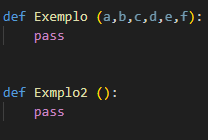 def Exemplo (a,b,c,d,e,f):
    pass
def Exmplo2 ():
    pass